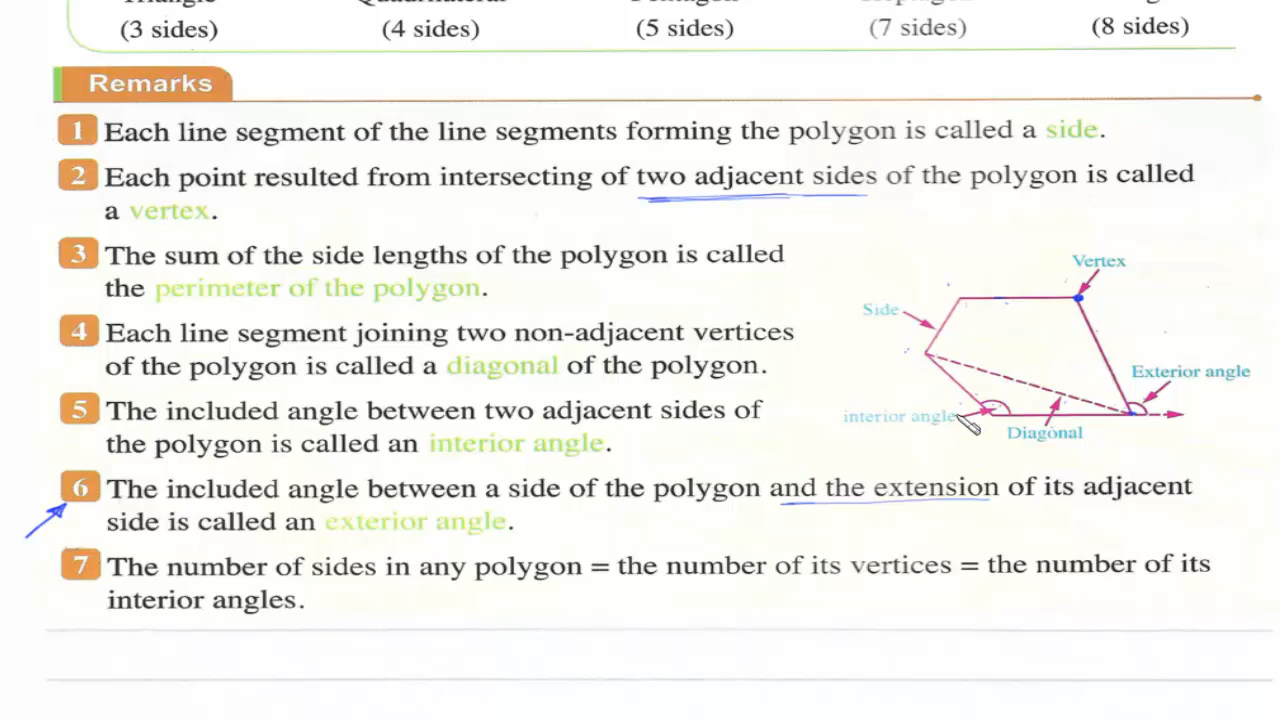 (3 sides) (4 sides) (5 sides) (7 sides) (8 sides)
Remarks
1 Each line segment of the line segments forming the polygon is called a side.
2 Each point resulted from intersecting of two adjacent sides of the polygon is called
a vertex.
3 The sum of the side lengths of the polygon is called
the perimeter of the polygon.
4 Each line segment joining two non-adjacent vertices
of the polygon is called a diagonal of the polygon.
5 The included angle between two adjacent sides of
the polygon is called an interior angle.
Vertex
Side
Exterior angle
interior angle
Diagonal
6 The included angle between a side of the polygon and the extension of its adjacent
side is called an exterior angle.
7 The number of sides in any polygon = the number of its vertices = the number of its
interior angles.